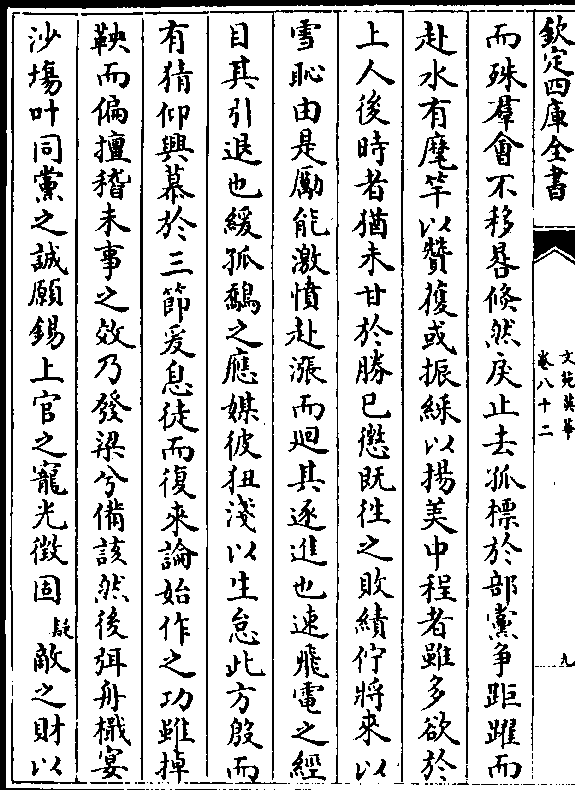 欽定四庫全書
文苑英華
卷八十二
九
而殊羣會不移晷倐然戾止去孤標於部黨争距躍而
赴水有麾竿以贊獲或振綵以揚美中程者雖多欲於
上人後時者猶未甘於勝已懲既徃之敗績佇將來以
雪恥由是勵能激憤赴漲而迴其逐進也速飛電之經
目其引退也緩孤鷁之應媒彼狃淺以生怠此方殷而
有猜仰興慕於三節爰息徒而復來論始作之功雖掉
鞅而偏擅稽未事之效乃發梁兮備該然後弭舟檝宴
沙塲叶同黨之誠願錫上官之寵光徴固疑敵之財以